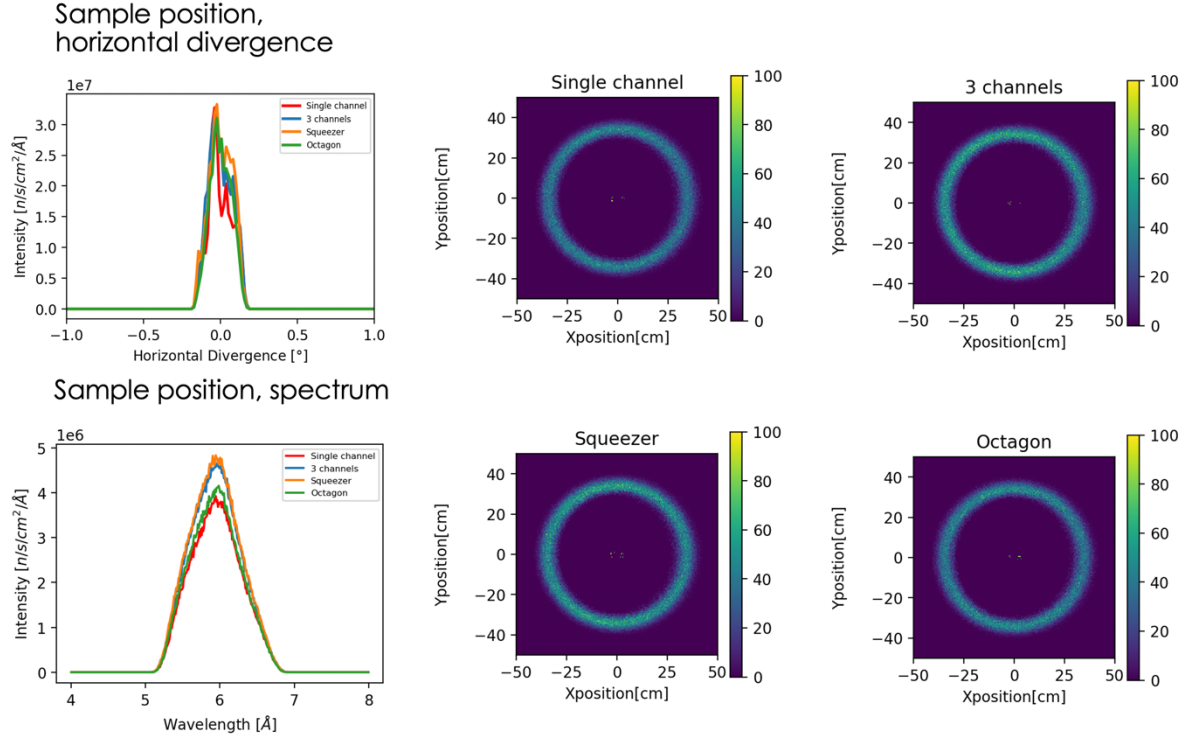 Sample position,
horizontal divergence
1e7
Intensity [n/s/cm²/Å]
3.0
2.5
2.0
1.5
1.0
0.5
0.0
Single channel
3 channels
Squeezer
Octagon
−1.0 −0.5 0.0 0.5 1.0
Horizontal Divergence [°]
Single channel
Yposition[cm]
40
20
0
−20
−40
−50 −25 0 25 50
Xposition[cm]
100
80
60
40
20
0
3 channels
Yposition[cm]
40
20
0
−20
−40
−50 −25 0 25 50
Xposition[cm]
100
80
60
40
20
0
Sample position, spectrum
1e6
Intensity [n/s/cm²/Å]
5
4
3
2
1
0
Single channel
3 channels
Squeezer
Octagon
4 5 6 7 8
Wavelength [Å]
Squeezer
Yposition[cm]
40
20
0
−20
−40
−50 −25 0 25 50
Xposition[cm]
100
80
60
40
20
0
Octagon
Yposition[cm]
40
20
0
−20
−40
−50 −25 0 25 50
Xposition[cm]
100
80
60
40
20
0